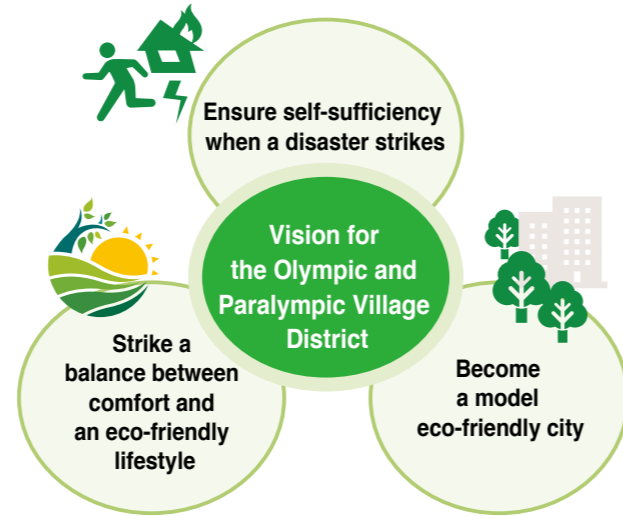 Ensure self-sufficiency
when a disaster strikes
Vision for
the Olympic and
Paralympic Village
District
Strike a
balance between
comfort and
an eco-friendly
lifestyle
Become
a model
eco-friendly city